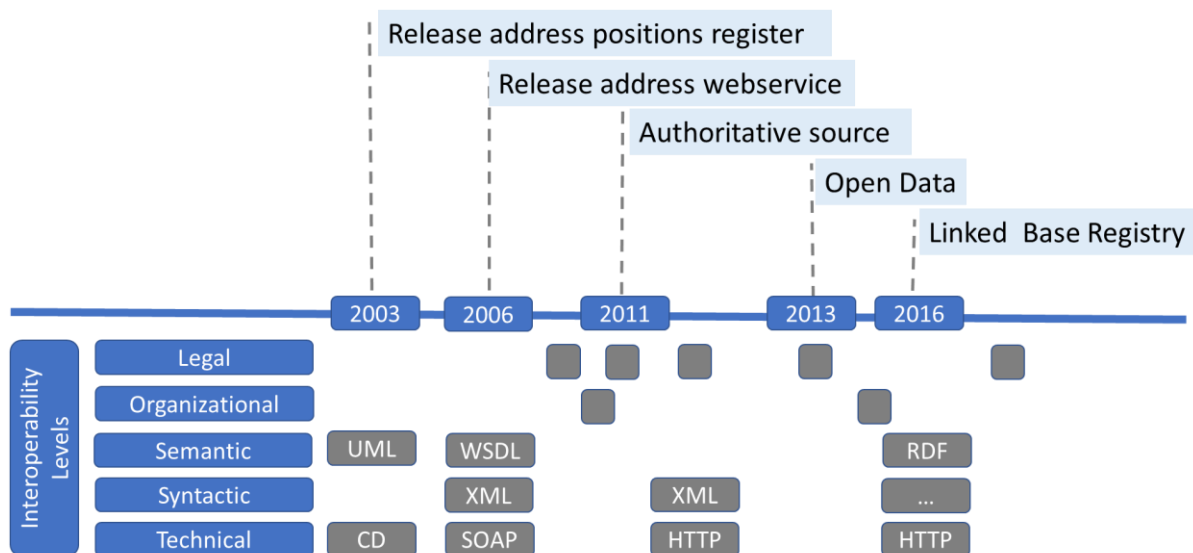 Release address positions register
Release address webservice
Authoritative source
Open Data
Linked Base Registry
2003 2006 2011 2013 2016
Interoperability
Levels
Legal
Organizational
Semantic UML WSDL RDF
Syntactic XML XML ...
Technical CD SOAP HTTP HTTP